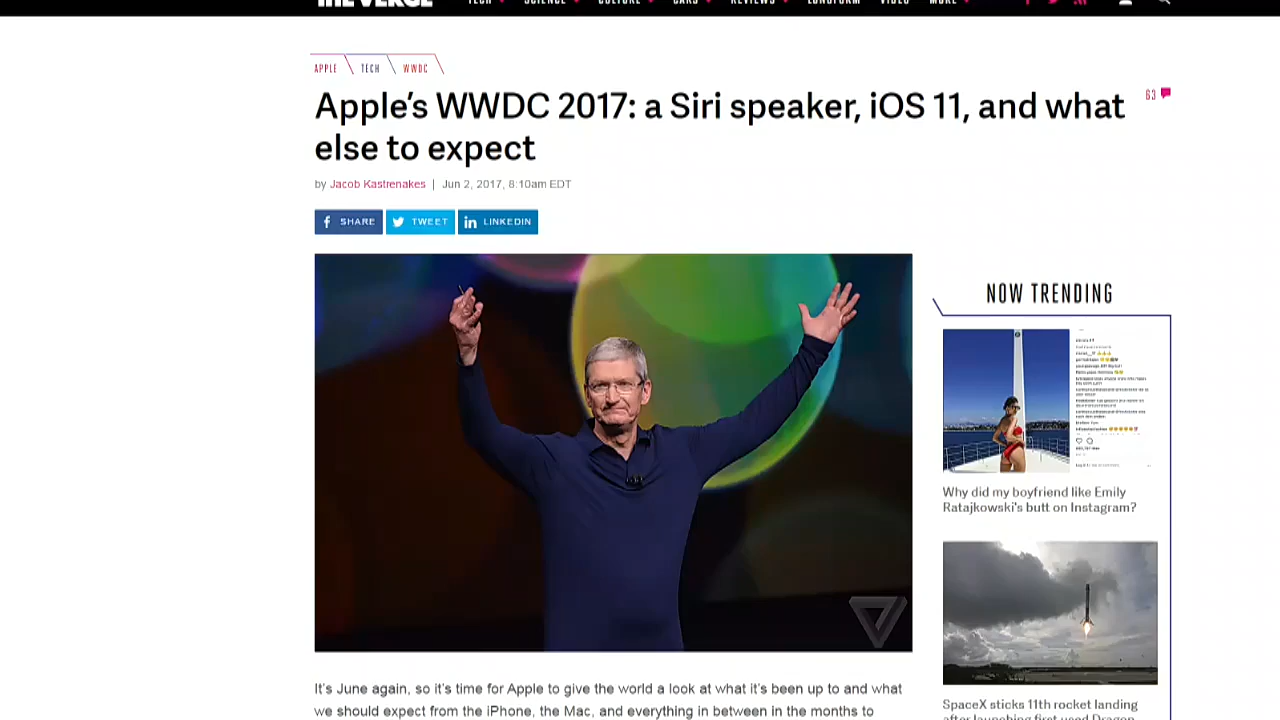 THE VERGE
TECH SCIENCE CULTURE CARS REVIEWS LONGFORM VIDEO MORE
APPLE TECH WWDC
Apple’s WWDC 2017: a Siri speaker, iOS 11, and what
else to expect
63
by Jacob Kastrenakes | Jun 2, 2017, 8:10am EDT
SHARE TWEET LINKEDIN
NOW TRENDING
Why did my boyfriend like Emily
Ratajkowski's butt on Instagram?
SpaceX sticks 11th rocket landing
after launching first used Dragon
It’s June again, so it’s time for Apple to give the world a look at what it’s been up to and what
we should expect from the iPhone, the Mac, and everything in between in the months to